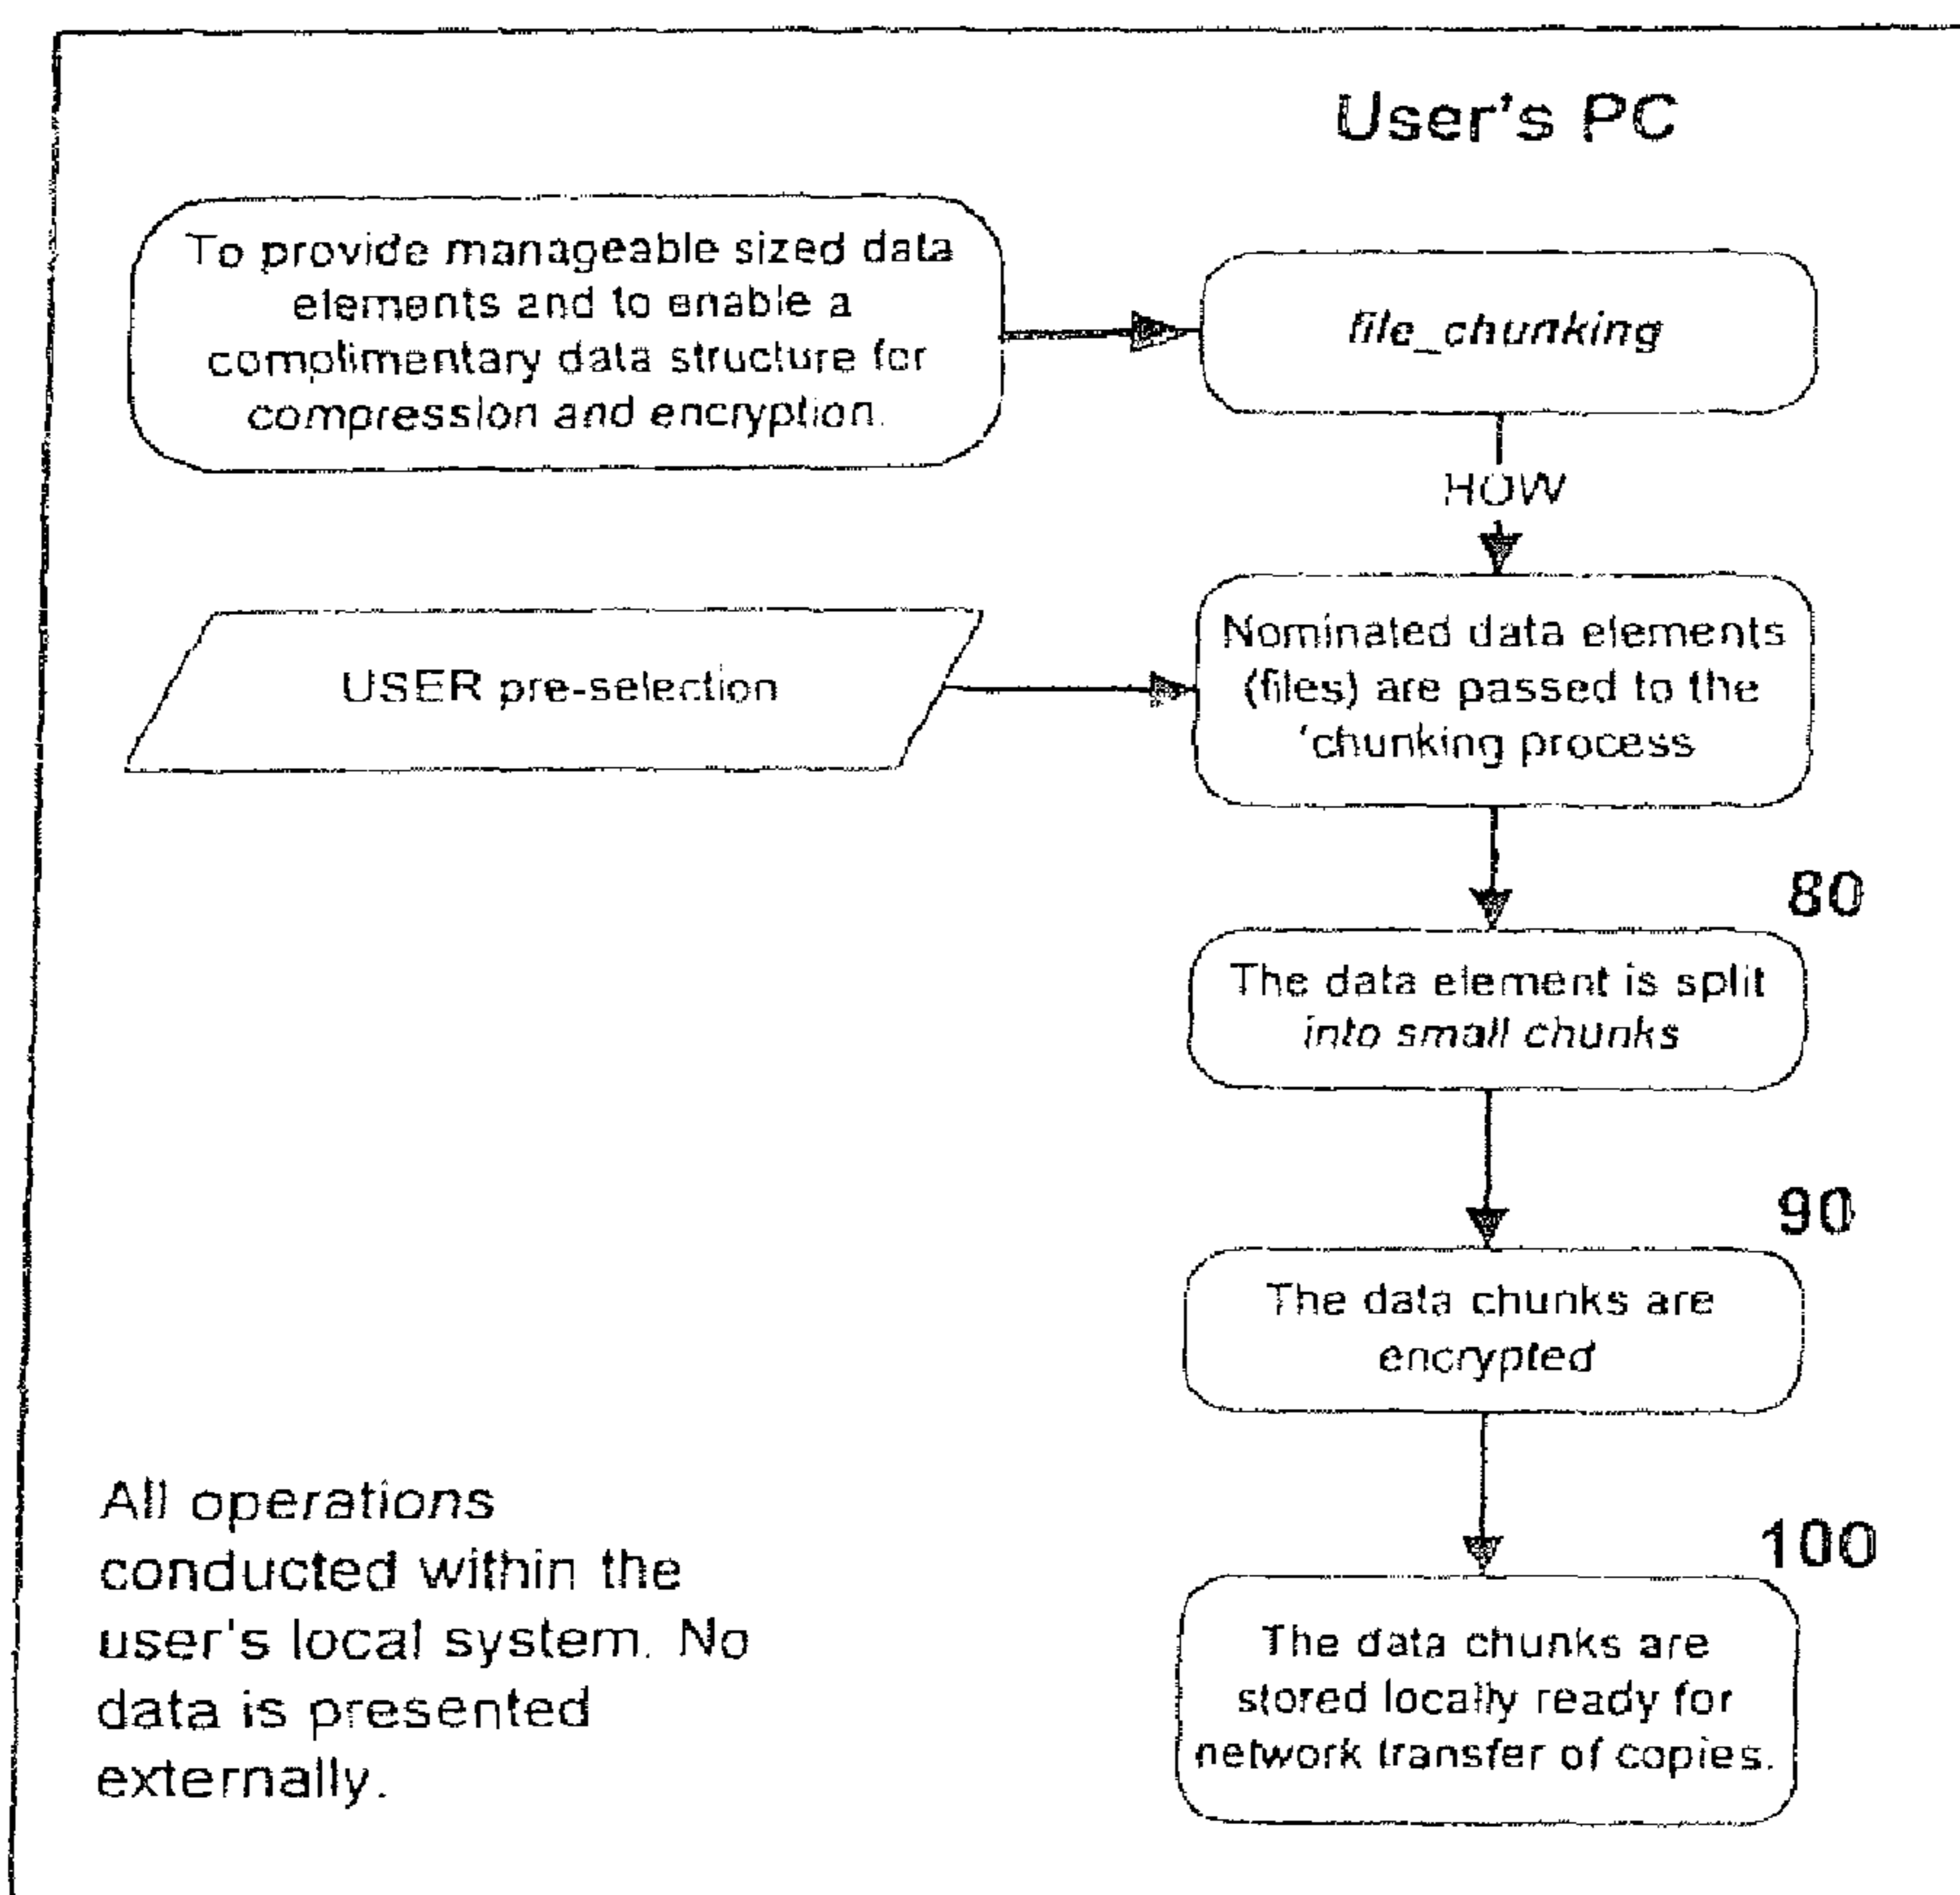 User's PC
To provide manageable sized data
elements and to enable a
complimentary data structure for
compression and encryption.
file_chunking
HOW
USER pre-selection
Nominated data elements
(files) are passed to the
'chunking process
80
The data element is split
into small chunks
90
The data chunks are
encrypted
100
The data chunks are
stored locally ready for
network transfer of copies.
All operations
conducted within the
user's local system. No
data is presented
externally.